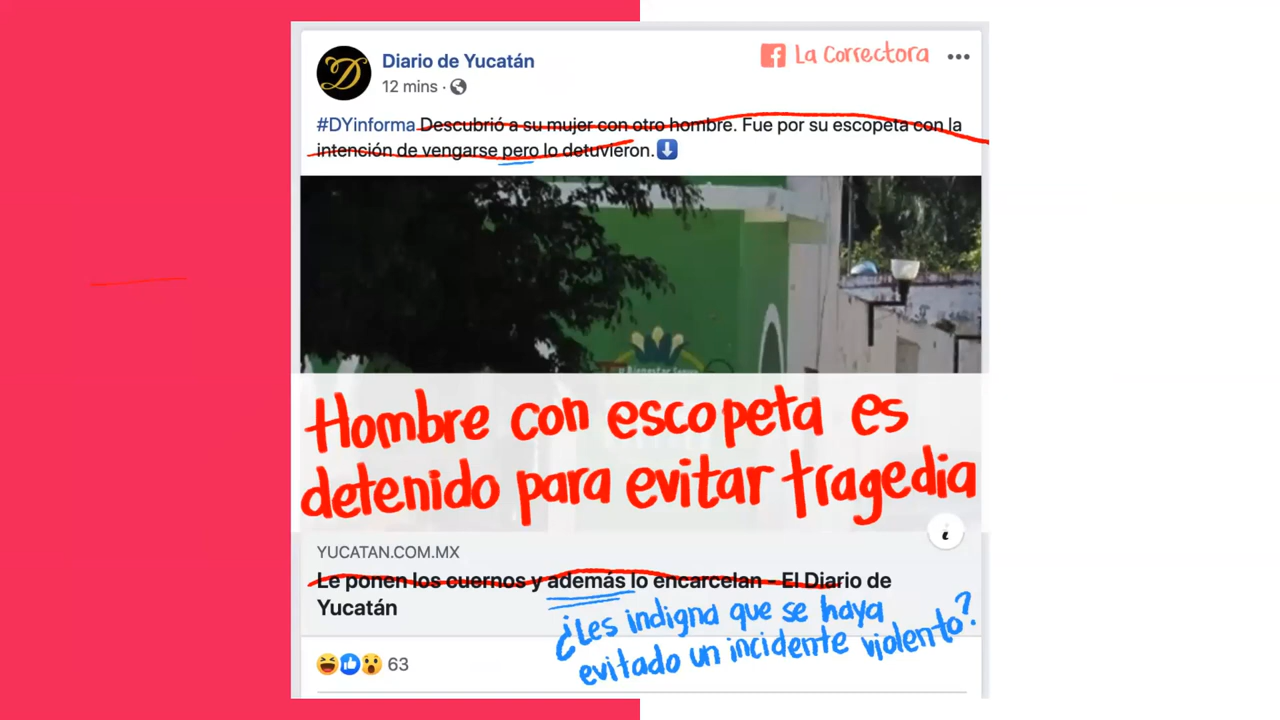 Diario de Yucatán
12 mins ·
La Correctora
#DYinforma Descubrió a su mujer con otro hombre. Fue por su escopeta con la
intención de vengarse pero lo detuvieron.
Bienestar
Hombre con escopeta es
detenido para evitar tragedia
YUCATAN.COM.MX
Le ponen los cuernos y además lo encarcelan - El Diario de
Yucatán
¿Les indigna que se haya
evitado un incidente violento?
63